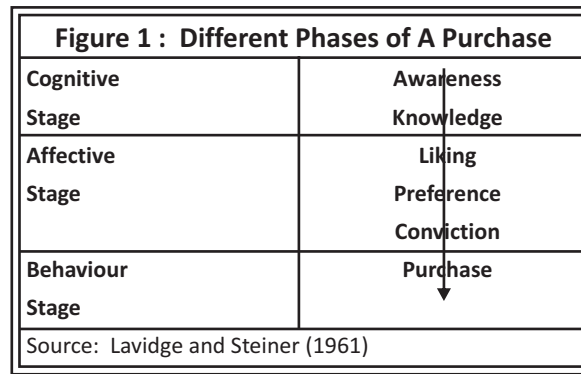 Figure 1 :  Different Phases of A Purchase
Cognitive Awareness
Stage Knowledge
Affective Liking
Stage Preference
Conviction
Behaviour Purchase
Stage
Source:  Lavidge and Steiner (1961)